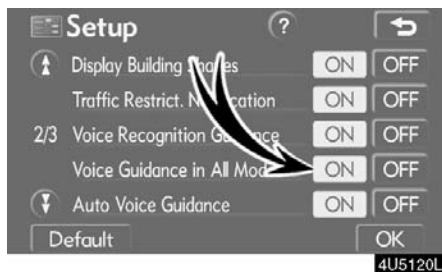 Setup ?
Display Building ON OFF
Traffic Restrict. ON OFF
2/3 Voice Recognition ON OFF
Voice Guidance in All ON OFF
Auto Voice Guidance ON OFF
Default OK
4U5120L